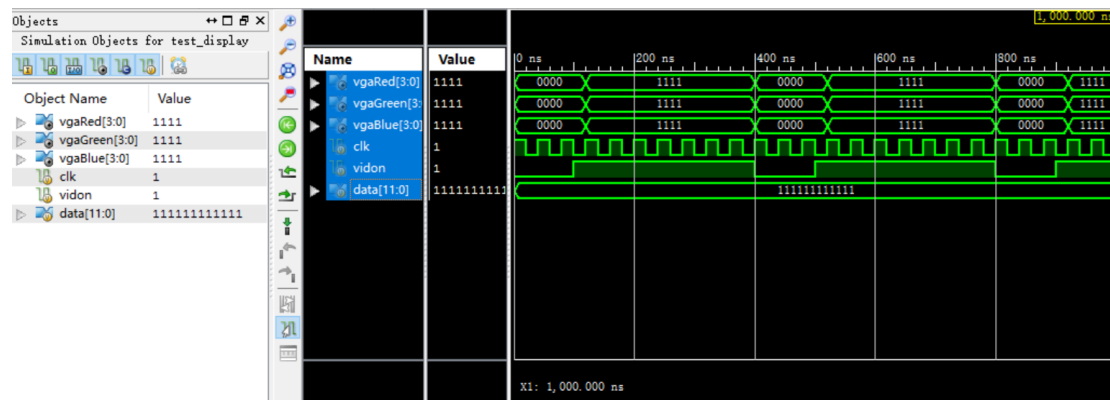 Objects
Simulation Objects for test_display
Object Name Value
vgaRed[3:0] 1111
vgaGreen[3:0] 1111
vgaBlue[3:0] 1111
clk 1
vidon 1
data[11:0] 111111111111
1,000.000 ns
Name Value
0 ns 200 ns 400 ns 600 ns 800 ns
vgaRed[3:0] 1111 0000 1111 0000 1111 0000 1111
vgaGreen[3: 1111 0000 1111 0000 1111 0000 1111
vgaBlue[3:0] 1111 0000 1111 0000 1111 0000 1111
clk 1
vidon 1
data[11:0] 11111111111 111111111111
X1: 1,000.000 ns